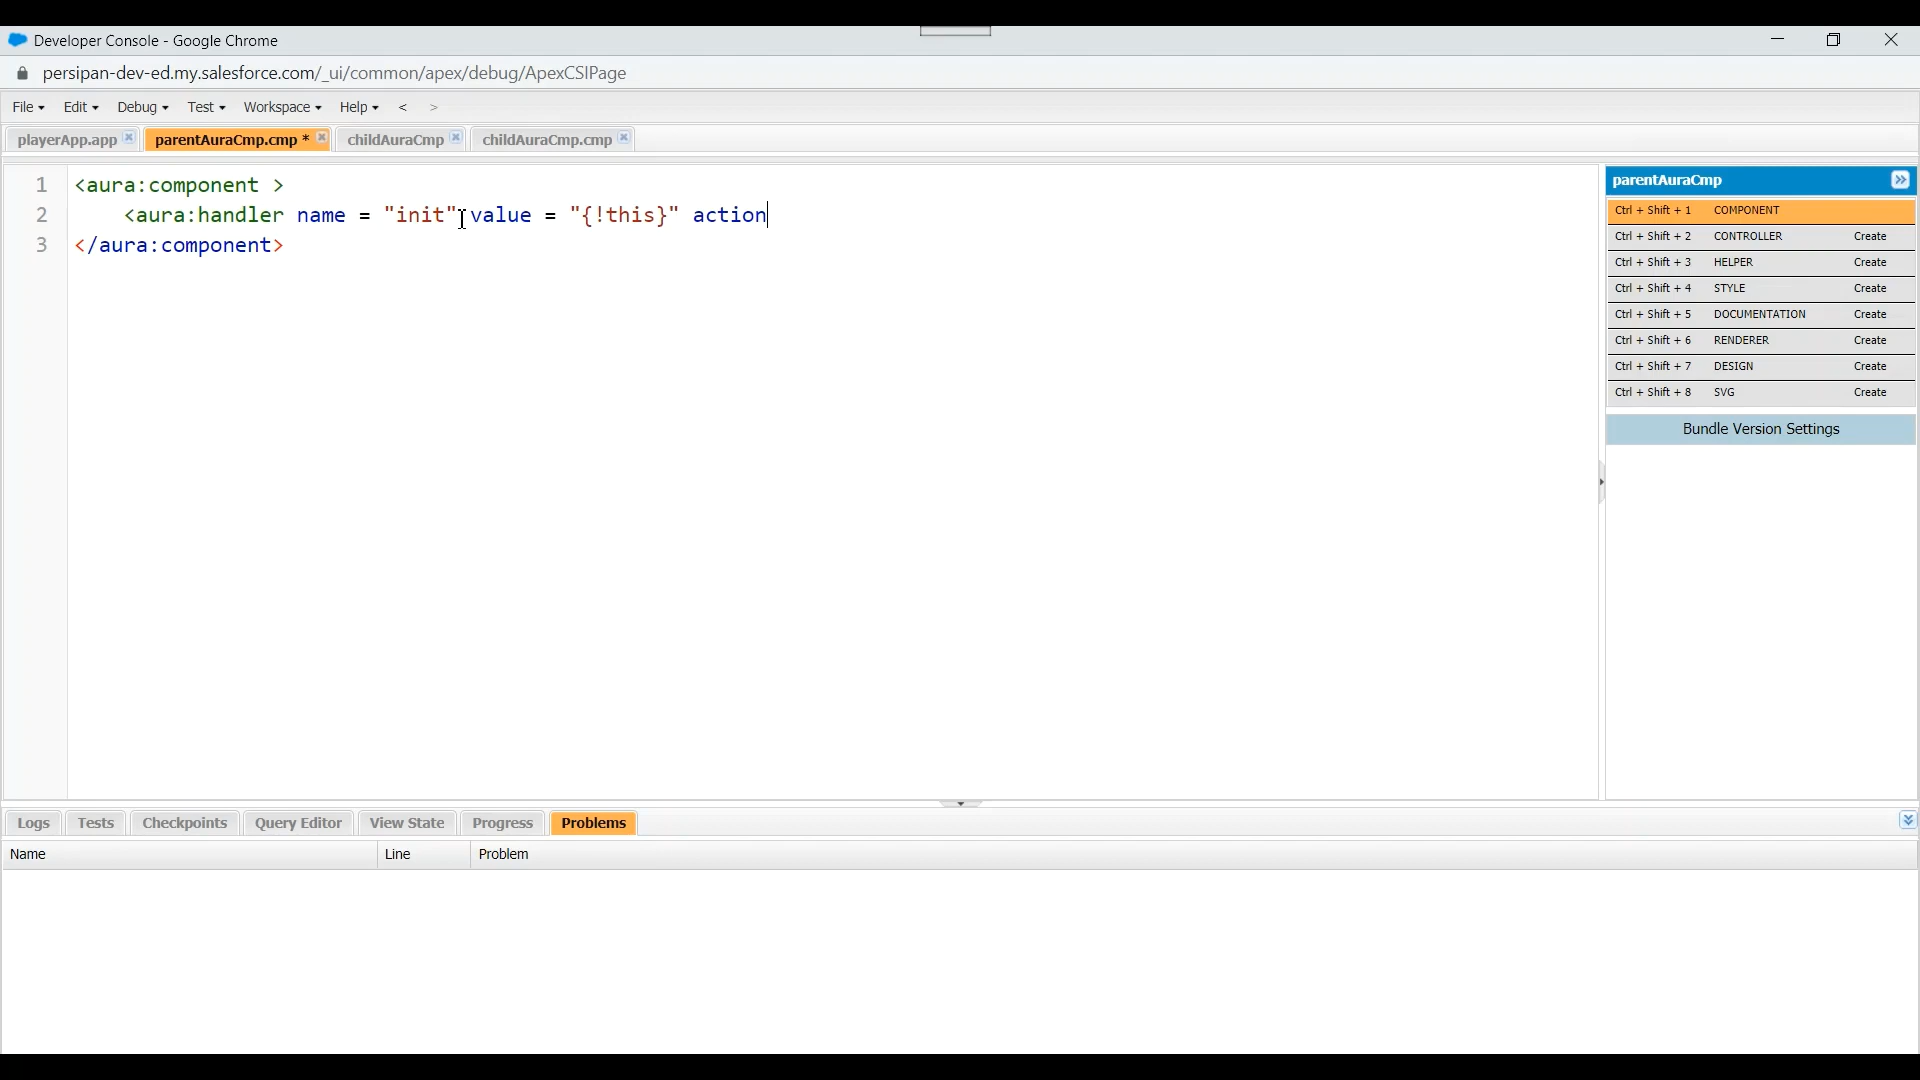 Developer Console - Google Chrome
persipan-dev-ed.my.salesforce.com/_ui/common/apex/debug/ApexCSIPage
File Edit Debug Test Workspace Help < >
playerApp.app parentAuraCmp.cmp * childAuraCmp childAuraCmp.cmp
1 <aura:component >
2 <aura:handler name = "init" value = "{!this}" action
3 </aura:component>
parentAuraCmp
Ctrl + Shift + 1 COMPONENT
Ctrl + Shift + 2 CONTROLLER Create
Ctrl + Shift + 3 HELPER Create
Ctrl + Shift + 4 STYLE Create
Ctrl + Shift + 5 DOCUMENTATION Create
Ctrl + Shift + 6 RENDERER Create
Ctrl + Shift + 7 DESIGN Create
Ctrl + Shift + 8 SVG Create
Bundle Version Settings
Logs Tests Checkpoints Query Editor View State Progress Problems
Name Line Problem